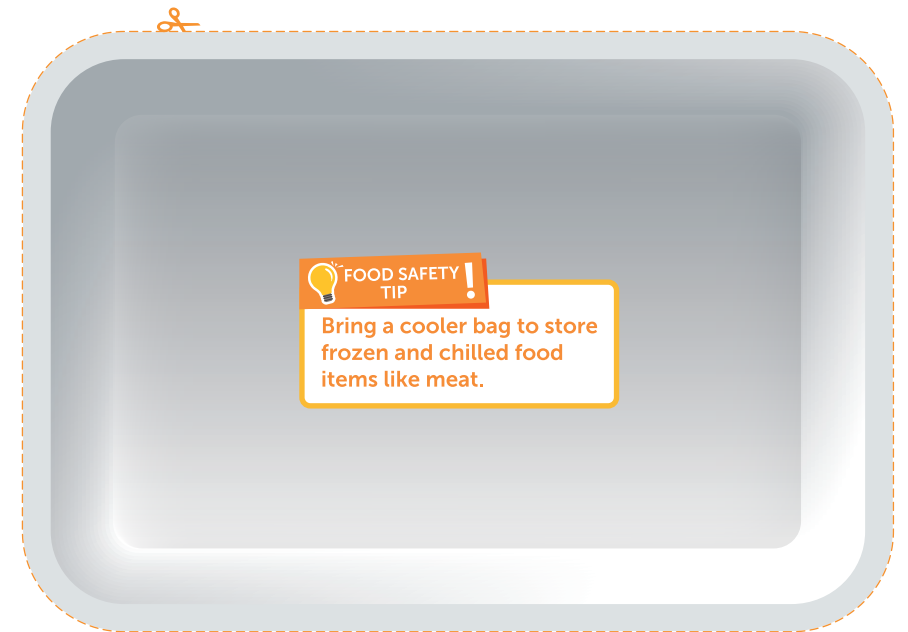 FOOD SAFETY
TIP
Bring a cooler bag to store
frozen and chilled food
items like meat.